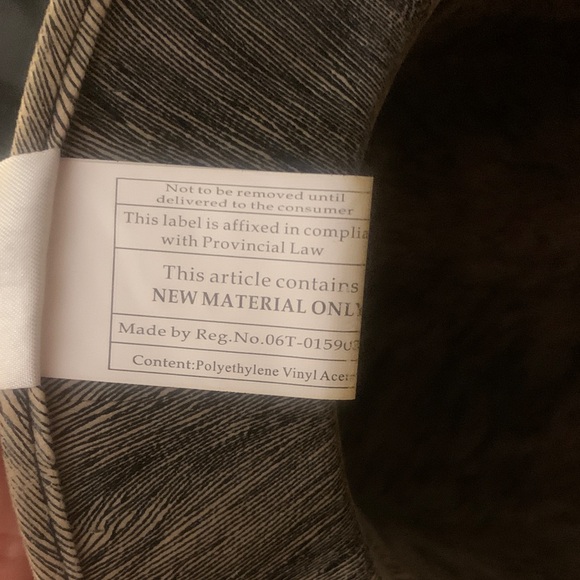 Not to be removed until
delivered to the consumer
This label is affixed in complia
with Provincial Law
This article contains
NEW MATERIAL ONLY
Made by Reg.No.06T-0159
Content:Polyethylene Vinyl Acet